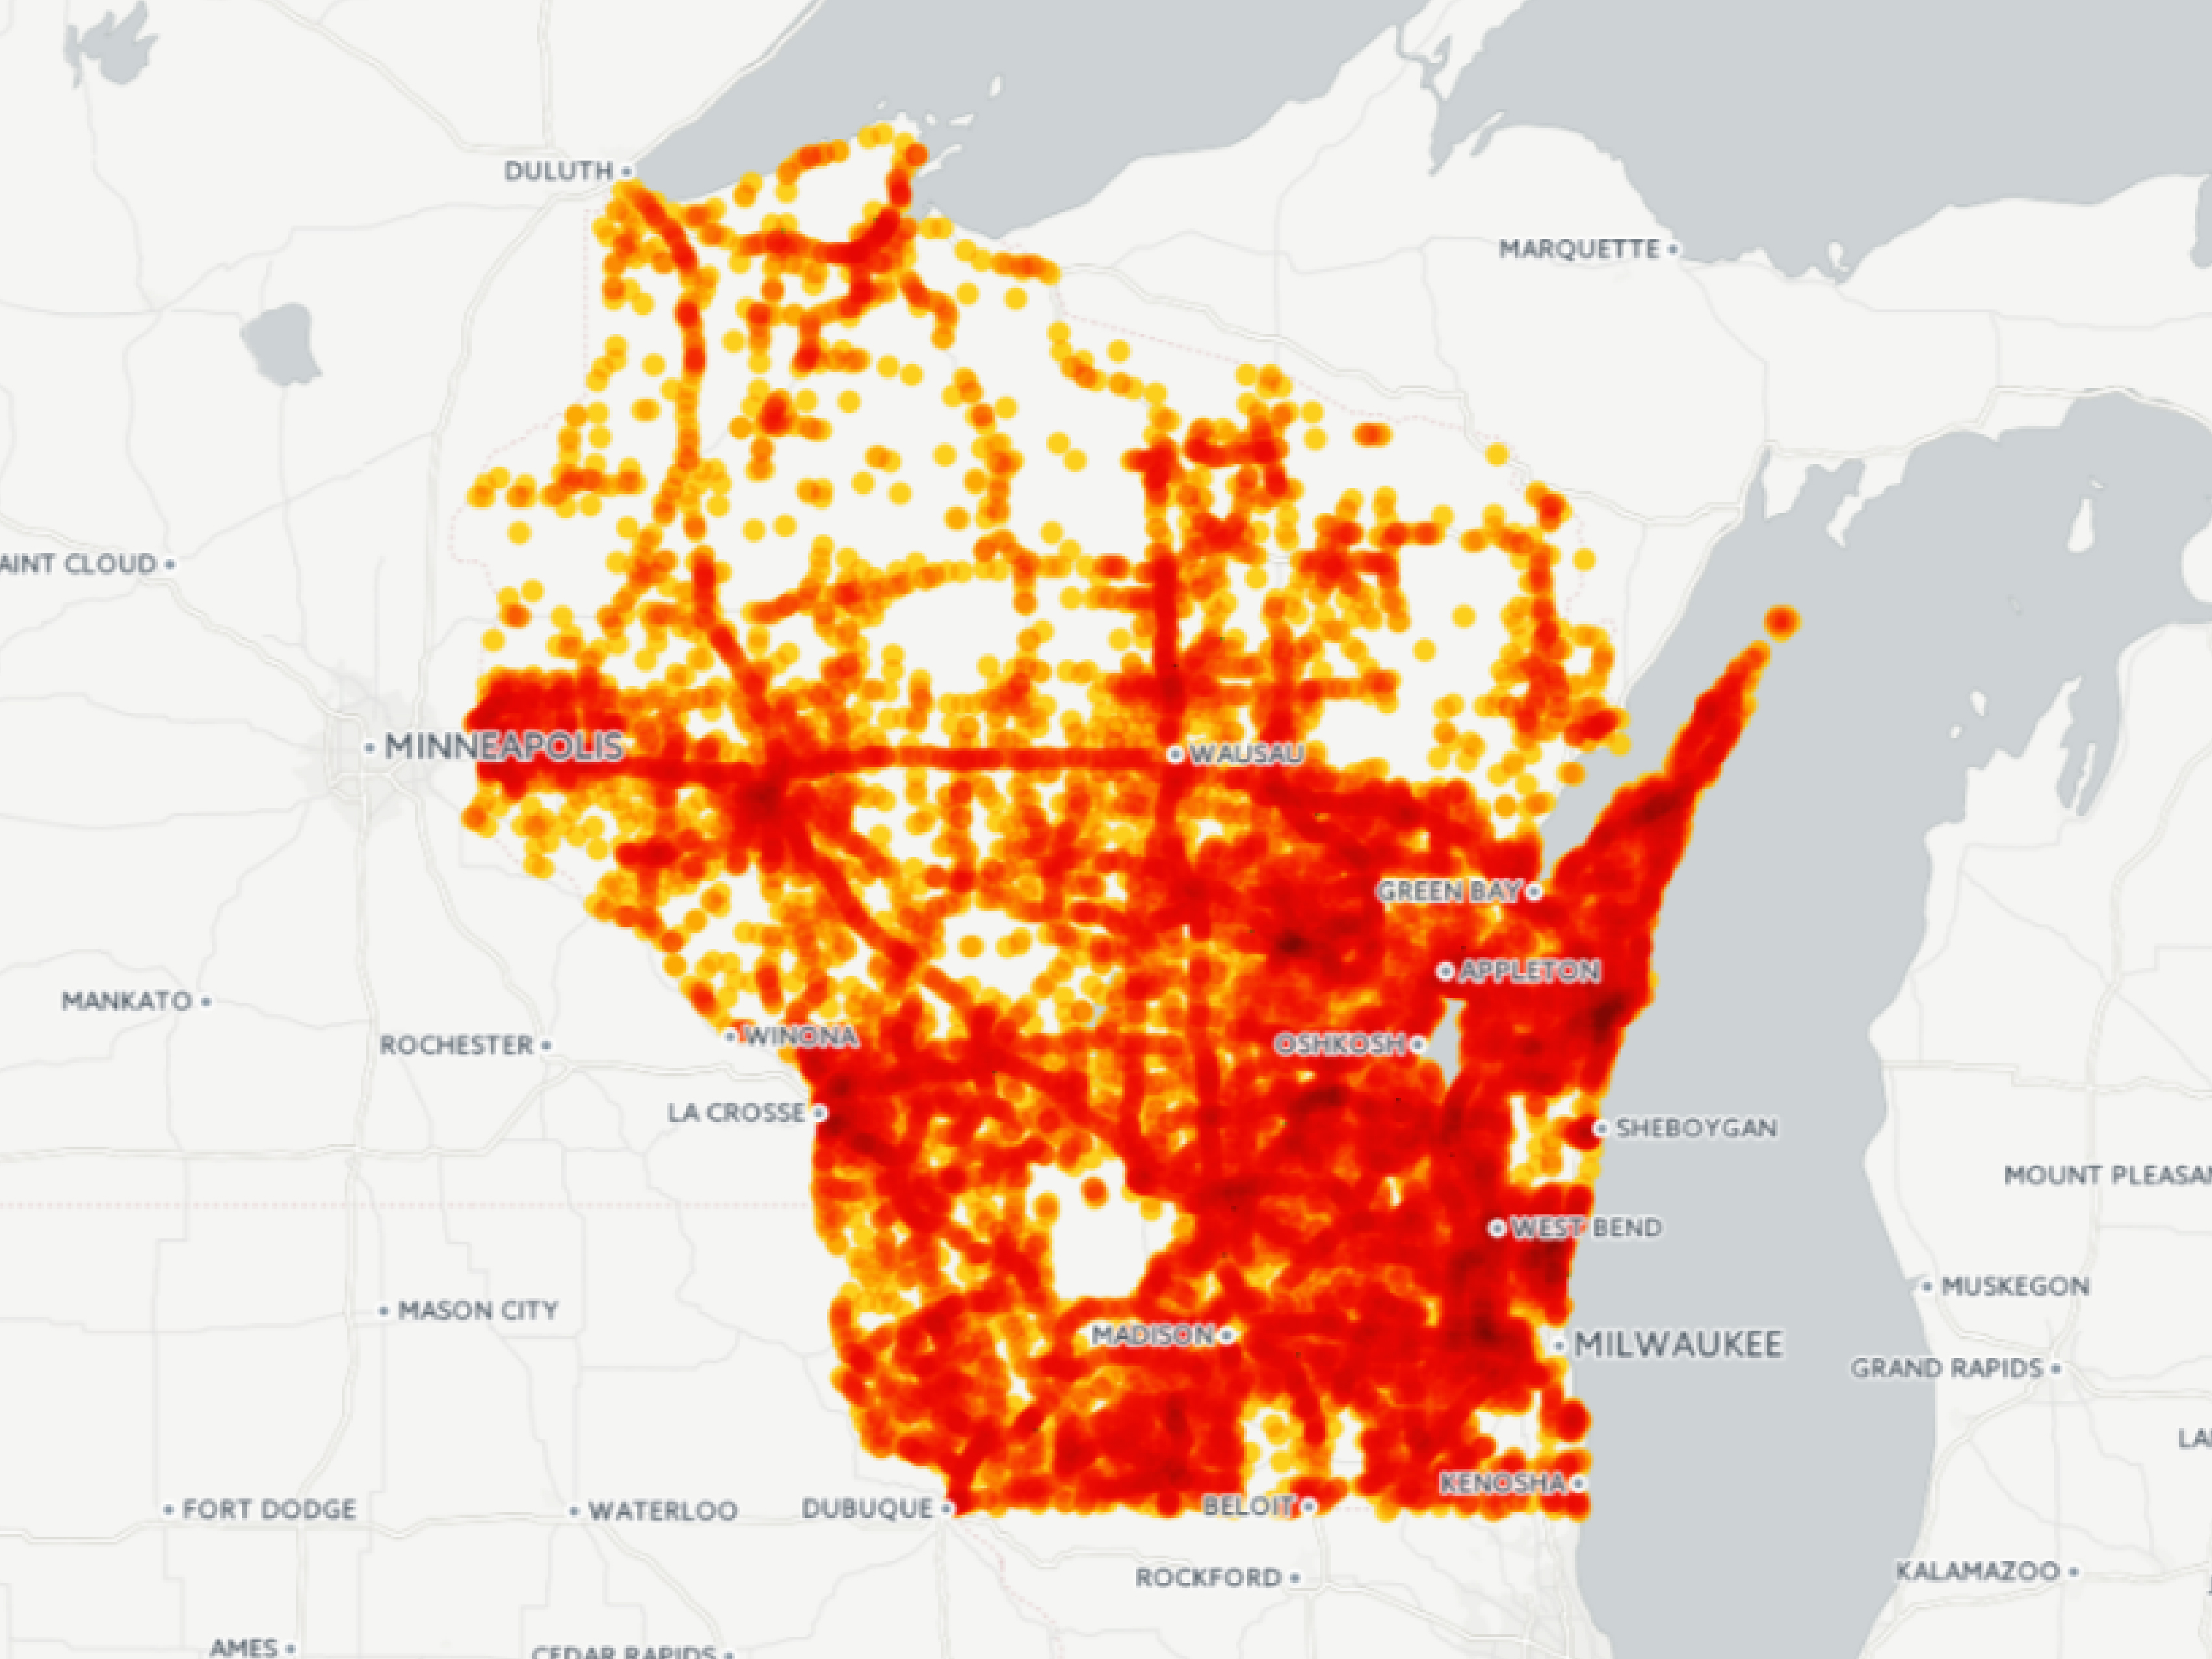 DULUTH
MARQUETTE
AINT CLOUD
MINNEAPOLIS
WAUSAU
GREEN BAY
APPLETON
MANKATO
WINONA
ROCHESTER
OSHKOSH
LA CROSSE
SHEBOYGAN
MOUNT PLEASAN
WEST BEND
MUSKEGON
MASON CITY
MADISON
MILWAUKEE
GRAND RAPIDS
LA
KENOSHA
FORT DODGE
WATERLOO
DUBUQUE
BELOIT
ROCKFORD
KALAMAZOO
AMES
CEDAR RAPIDS